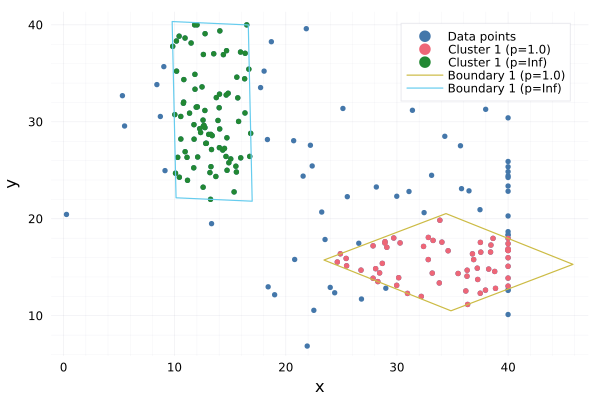 40
30
20
10
0
10
20
30
40
x
y
Data points
Cluster 1 (p=1.0)
Cluster 1 (p=Inf)
Boundary 1 (p=1.0)
Boundary 1 (p=Inf)